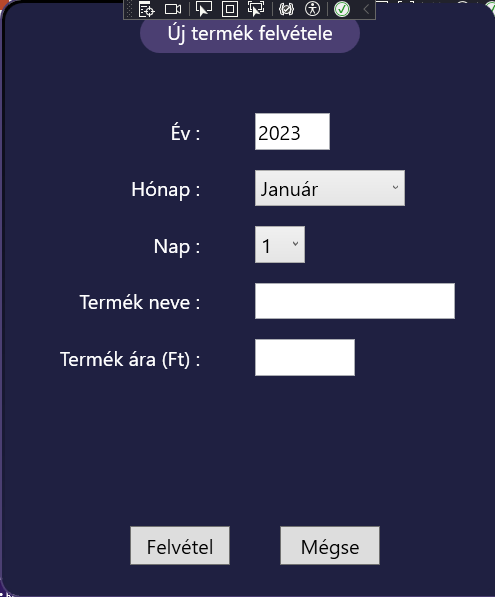 Új termék felvétele
Év : 2023
Hónap : Január
Nap : 1
Termék neve :
Termék ára (Ft) :
Felvétel Mégse